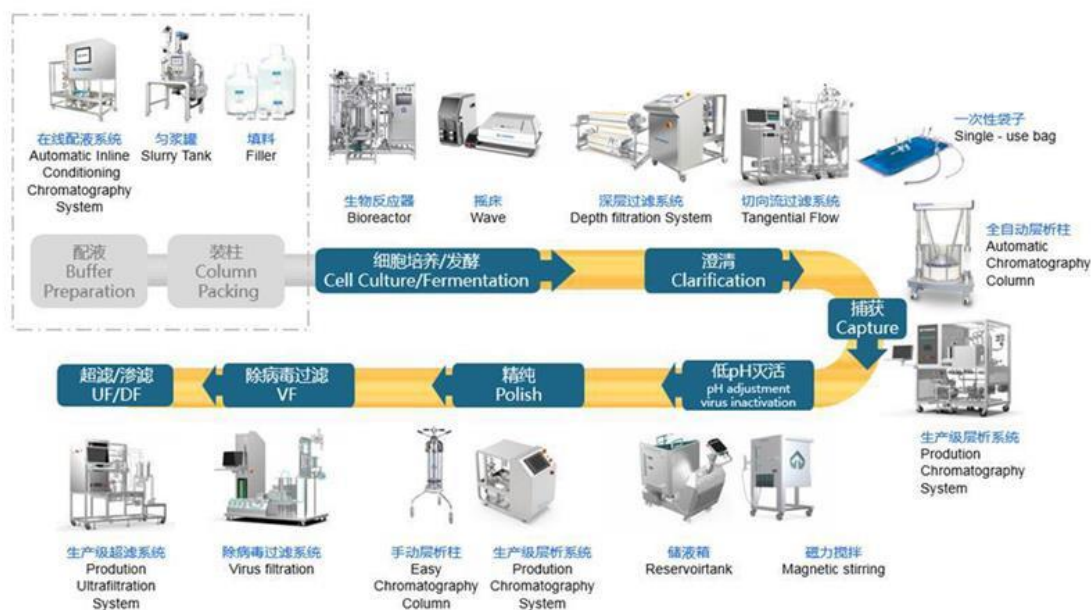 在线配液系统
Automatic Inline
Conditioning
Chromatography
System
匀浆罐
Slurry Tank
填料
Filler
生物反应器
Bioreactor
摇床
Wave
深层过滤系统
Depth filtration System
切向流过滤系统
Tangential Flow
一次性袋子
Single - use bag
全自动层析柱
Automatic
Chromatography
Column
配液
Buffer
Preparation
装柱
Column
Packing
细胞培养/发酵
Cell Culture/Fermentation
澄清
Clarification
捕获
Capture
超滤/渗滤
UF/DF
除病毒过滤
VF
精纯
Polish
低pH灭活
pH adjustment
virus inactivation
生产级层析系统
Prodution
Chromatography
System
生产级超滤系统
Prodution
Ultrafiltration
System
除病毒过滤系统
Virus filtration
手动层析柱
Easy
Chromatography
Column
生产级层析系统
Prodution
Chromatography
System
储液箱
Reservoirtank
磁力搅拌
Magnetic stirring